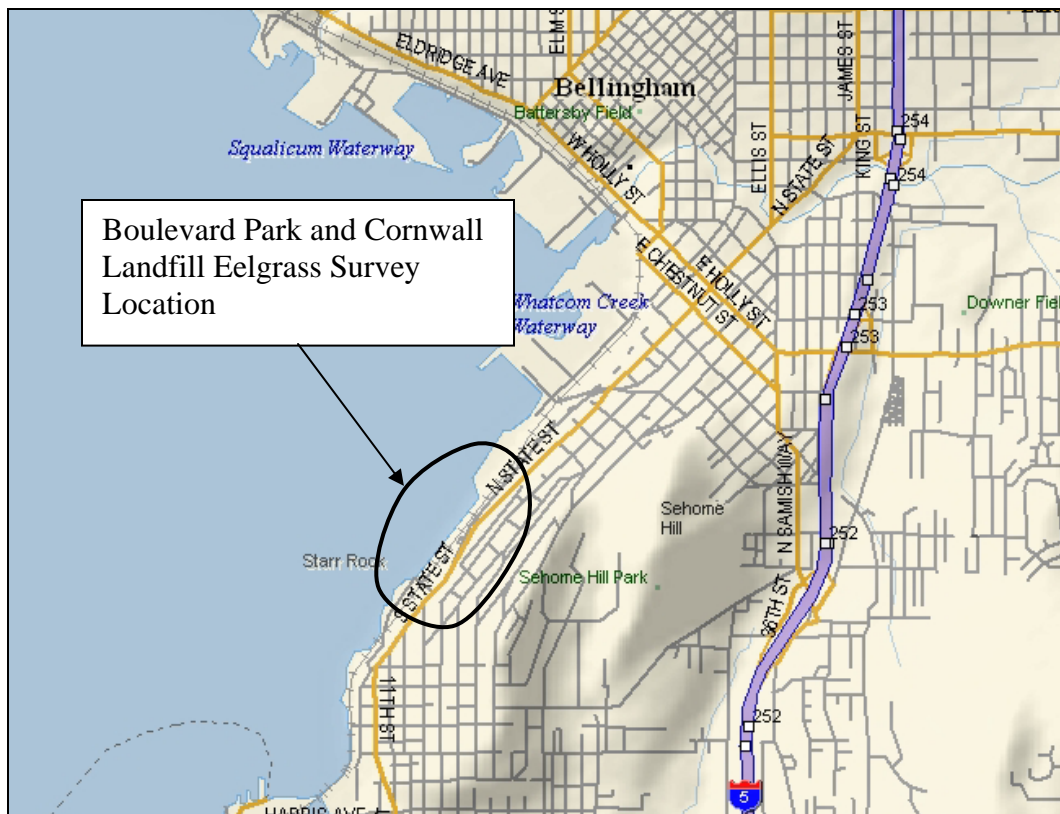 ELDRIDGE AVE
ELM S
JAMES ST
Bellingham
Battersby Field
254
KING ST
Squalicum Waterway
W HOLLY ST
ELLIS ST
N STATE ST
254
Boulevard Park and Cornwall
Landfill Eelgrass Survey
Location
E HOLLY ST
E CHESTNUT ST
Whatcom Creek
Waterway
253
Downer Fiel
253
N STATE ST
N SAMISH WAY
Sehome
Hill
252
Starr Rock
S STATE ST
Sehome Hill Park
36TH ST
11TH ST
252
5
HARRIS AVE